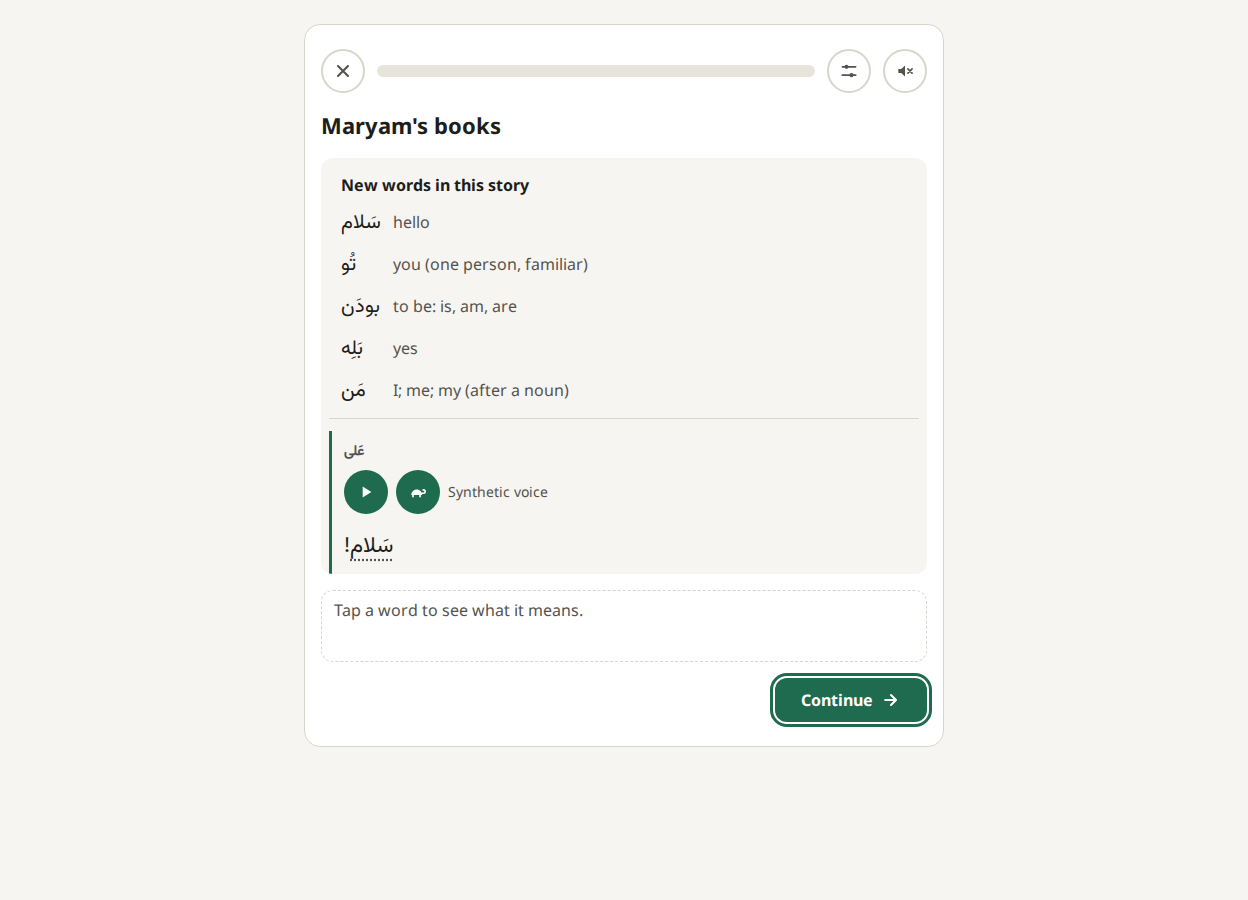 Maryam's books
New words in this story
سَلام hello
تُو you (one person, familiar)
بودَن to be: is, am, are
بَلِه yes
مَن I; me; my (after a noun)
عَلی
Synthetic voice
سَلام!
Tap a word to see what it means.
Continue